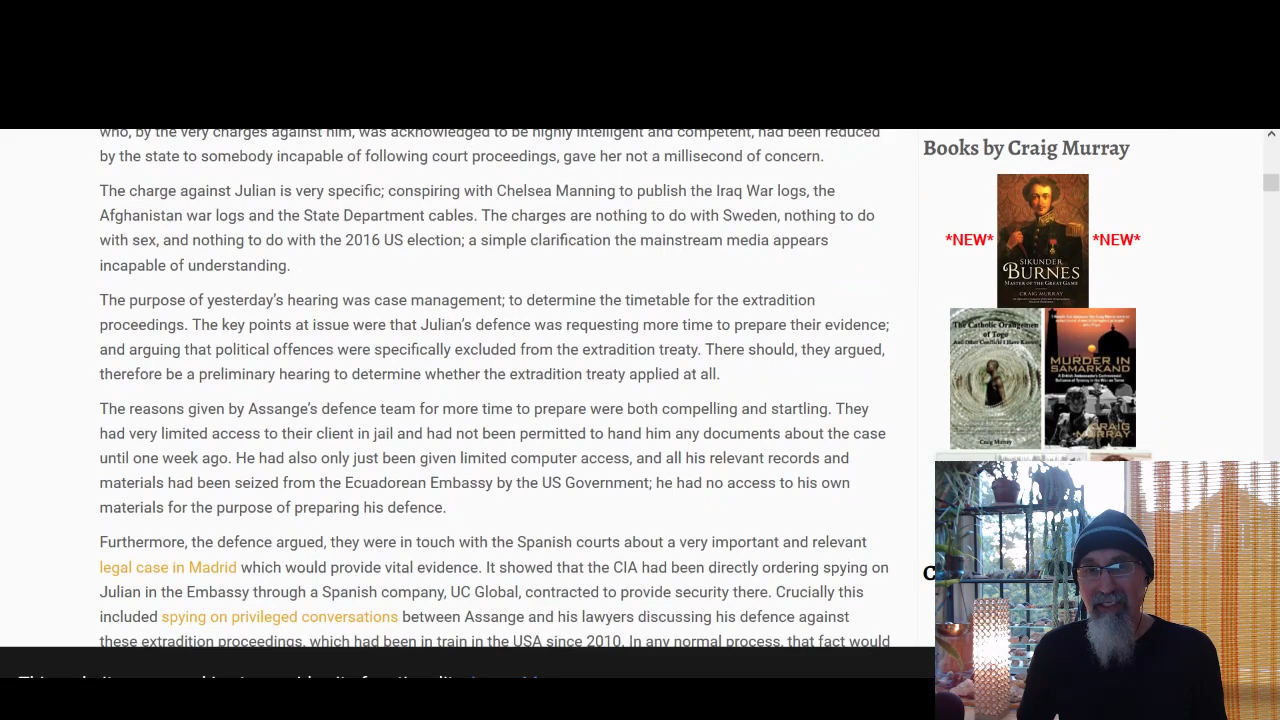 who, by the very charges against him, was acknowledged to be highly intelligent and competent, had been reduced
by the state to somebody incapable of following court proceedings, gave her not a millisecond of concern.
The charge against Julian is very specific; conspiring with Chelsea Manning to publish the Iraq War logs, the
Afghanistan war logs and the State Department cables. The charges are nothing to do with Sweden, nothing to do
with sex, and nothing to do with the 2016 US election; a simple clarification the mainstream media appears
incapable of understanding.
The purpose of yesterday's hearing was case management; to determine the timetable for the extradition
proceedings. The key points at issue were that Julian's defence was requesting more time to prepare their evidence;
and arguing that political offences were specifically excluded from the extradition treaty. There should, they argued,
therefore be a preliminary hearing to determine whether the extradition treaty applied at all.
The reasons given by Assange's defence team for more time to prepare were both compelling and startling. They
had very limited access to their client in jail and had not been permitted to hand him any documents about the case
until one week ago. He had also only just been given limited computer access, and all his relevant records and
materials had been seized from the Ecuadorean Embassy by the US Government; he had no access to his own
materials for the purpose of preparing his defence.
Furthermore, the defence argued, they were in touch with the Spanish courts about a very important and relevant
legal case in Madrid which would provide vital evidence. It showed that the CIA had been directly ordering spying on
Julian in the Embassy through a Spanish company, UC Global, contracted to provide security there. Crucially this
included spying on privileged conversations between Assange and his lawyers discussing his defence against
these extradition proceedings, which had been in train in the USA since 2010. In any normal process, that fact would
Books by Craig Murray
*NEW*
*NEW*
SIKUNDER
BURNES
MASTER OF THE GREAT GAME
CRAIG MURRAY
The Catholic Orangemen
of Togo
And Other Conflicts I Have Known
Craig Murray
MURDER IN
SAMARKAND
CRAIG
MURRAY